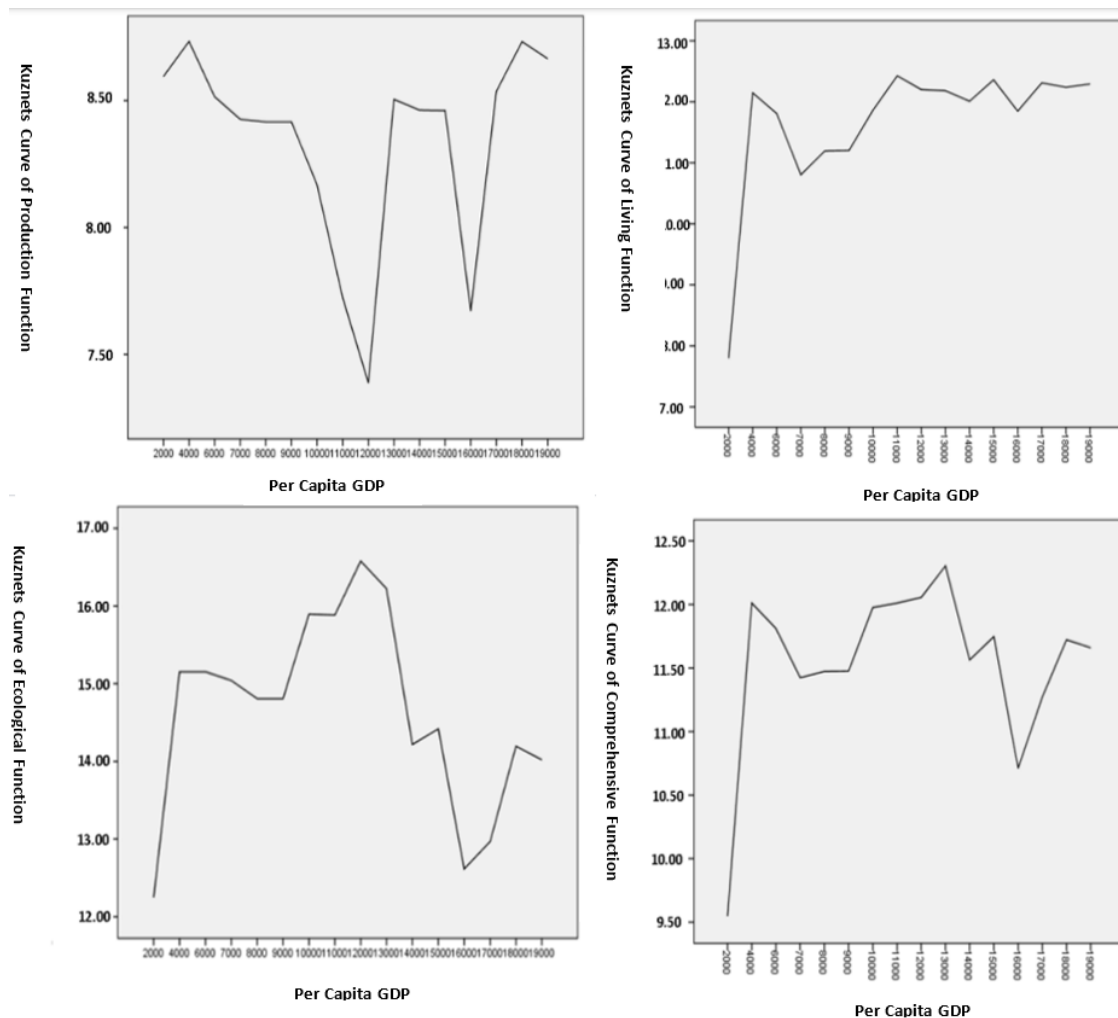 Kuznets Curve of Production Function
8.50
8.00
7.50
2000 4000 6000 7000 8000 9000 10000 11000 12000 13000 14000 15000 16000 17000 18000 19000
Per Capita GDP
Kuznets Curve of Living Function
13.00
2.00
1.00
0.00
.00
.00
7.00
2000 4000 6000 7000 8000 9000 10000 11000 12000 13000 14000 15000 16000 17000 18000 19000
Per Capita GDP
Kuznets Curve of Ecological Function
17.00
16.00
15.00
14.00
13.00
12.00
2000 4000 6000 7000 8000 9000 10000 11000 12000 13000 14000 15000 16000 17000 18000 19000
Per Capita GDP
Kuznets Curve of Comprehensive Function
12.50
12.00
11.50
11.00
10.50
10.00
9.50
2000 4000 6000 7000 8000 9000 10000 11000 12000 13000 14000 15000 16000 17000 18000 19000
Per Capita GDP